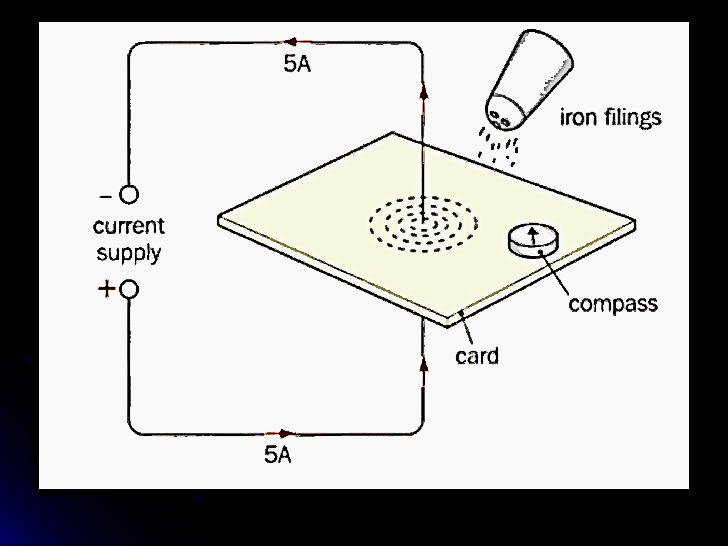 5A
iron filings
–
current
supply
+
compass
card
5A